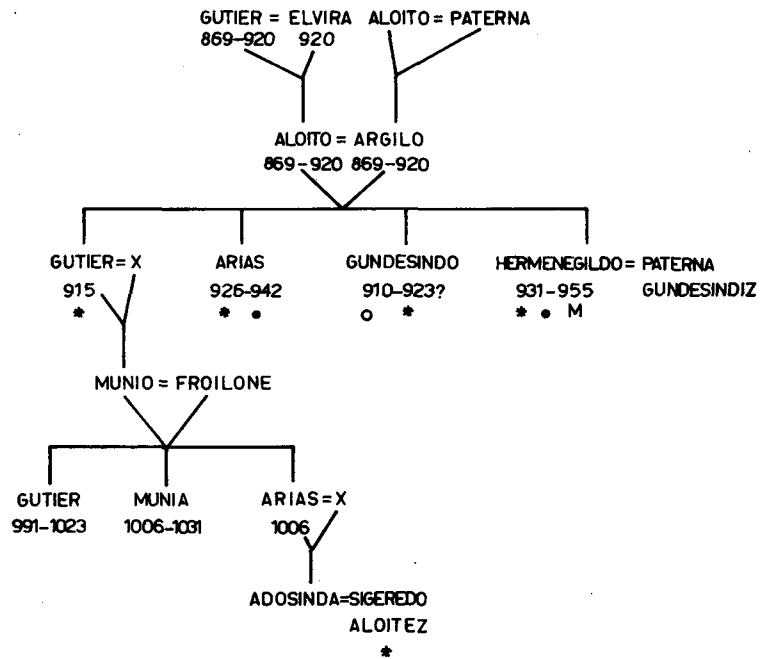 GUTIER = ELVIRA ALOITO = PATERNA
869-920 920
ALOITO = ARGILO
869-920 869-920
GUTIER = X ARIAS GUNDESINDO HERMENEGILDO = PATERNA
915 926-942 910-923? 931-955 GUNDESINDIZ
* * • o * * • M
MUNIO = FROILONE
GUTIER MUNIA ARIAS = X
991-1023 1006-1031 1006
ADOSINDA=SIGEREDO
ALOITEZ
*